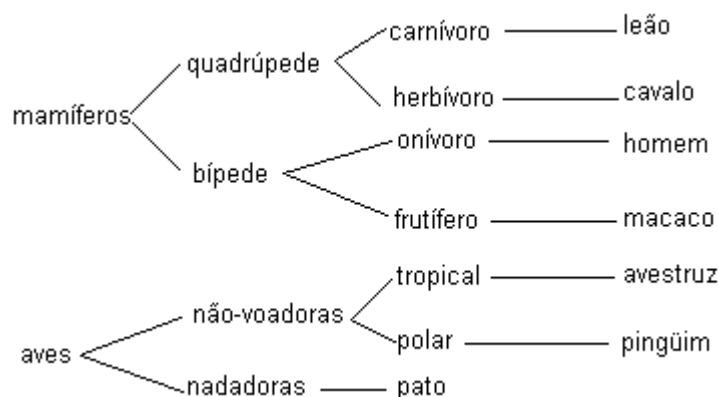 carnívoro leão
quadrúpede
herbívoro cavalo
mamíferos
onívoro homem
bípede
frutífero macaco
tropical avestruz
não-voadoras
polar pingüim
aves
nadadoras pato